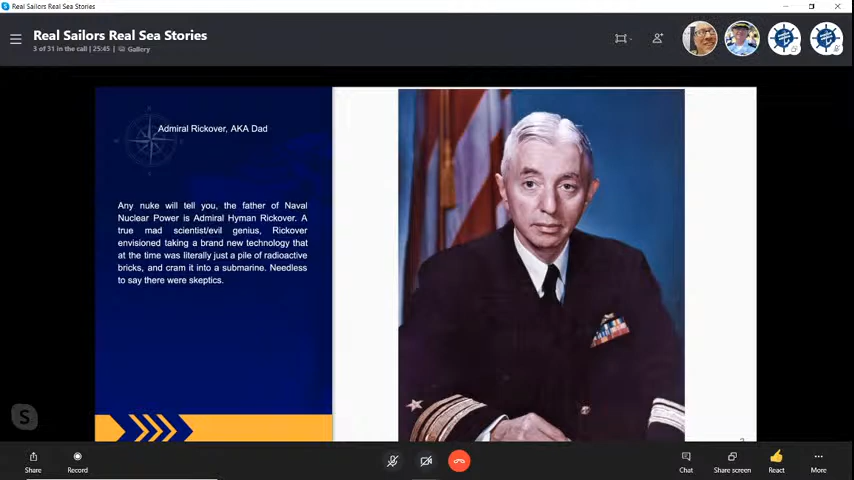 Real Sailors Real Sea Stories
Real Sailors Real Sea Stories
3 of 31 in the call | 25:45 | Gallery
Admiral Rickover, AKA Dad
Any nuke will tell you, the father of Naval
Nuclear Power is Admiral Hyman Rickover. A
true mad scientist/evil genius, Rickover
envisioned taking a brand new technology that
at the time was literally just a pile of radioactive
bricks, and cram it into a submarine. Needless
to say there were skeptics.
Share
Record
Chat
Share screen
React
More